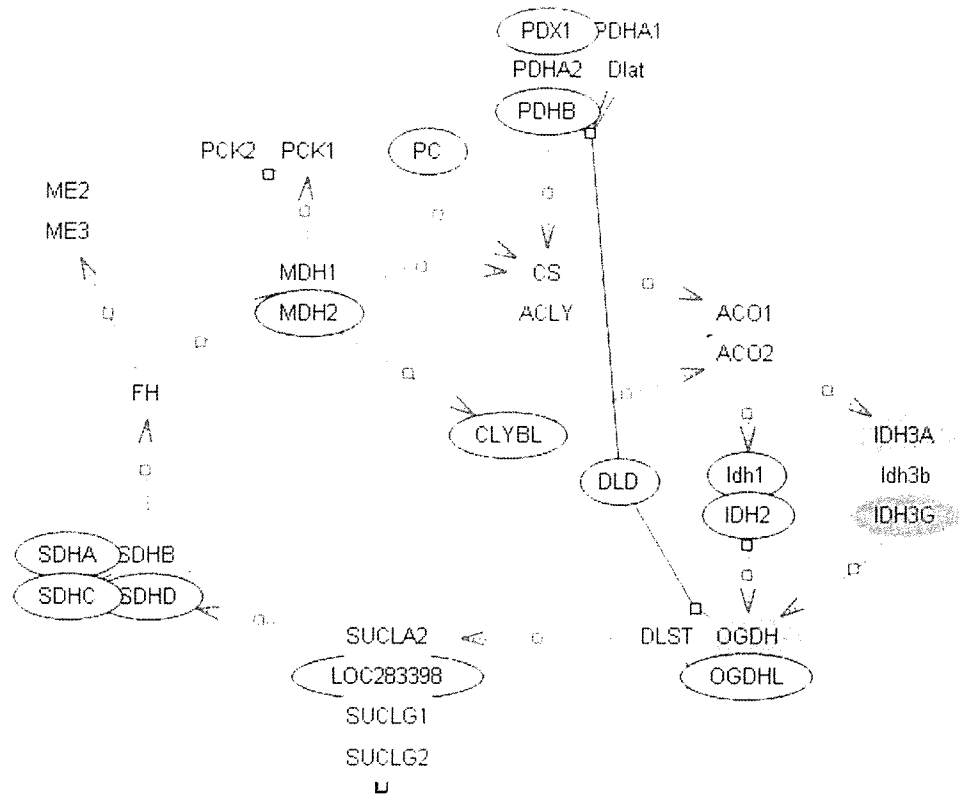 PDX1 PDHA1
PDHA2 Dlat
PDHB
PCK2 PCK1 PC
ME2
ME3
MDH1 CS
MDH2 ACLY ACO1
ACO2
FH
CLYBL IDH3A
DLD Idh1 Idh3b
IDH2 IDH3G
SDHA SDHB
SDHC SDHD
SUCLA2 DLST OGDH
LOC283398 OGDHL
SUCLG1
SUCLG2